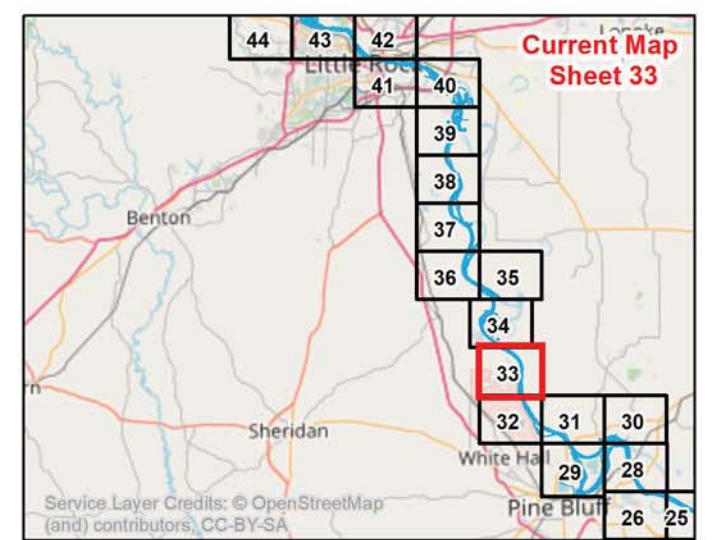 44 43 42
Lonoke
Current Map
Sheet 33
Little Rock
41 40
39
38
Benton
37
36 35
34
33
rn
32 31 30
Sheridan
White Hall
29 28
Pine Bluff
26 25
Service Layer Credits: © OpenStreetMap
(and) contributors, CC-BY-SA